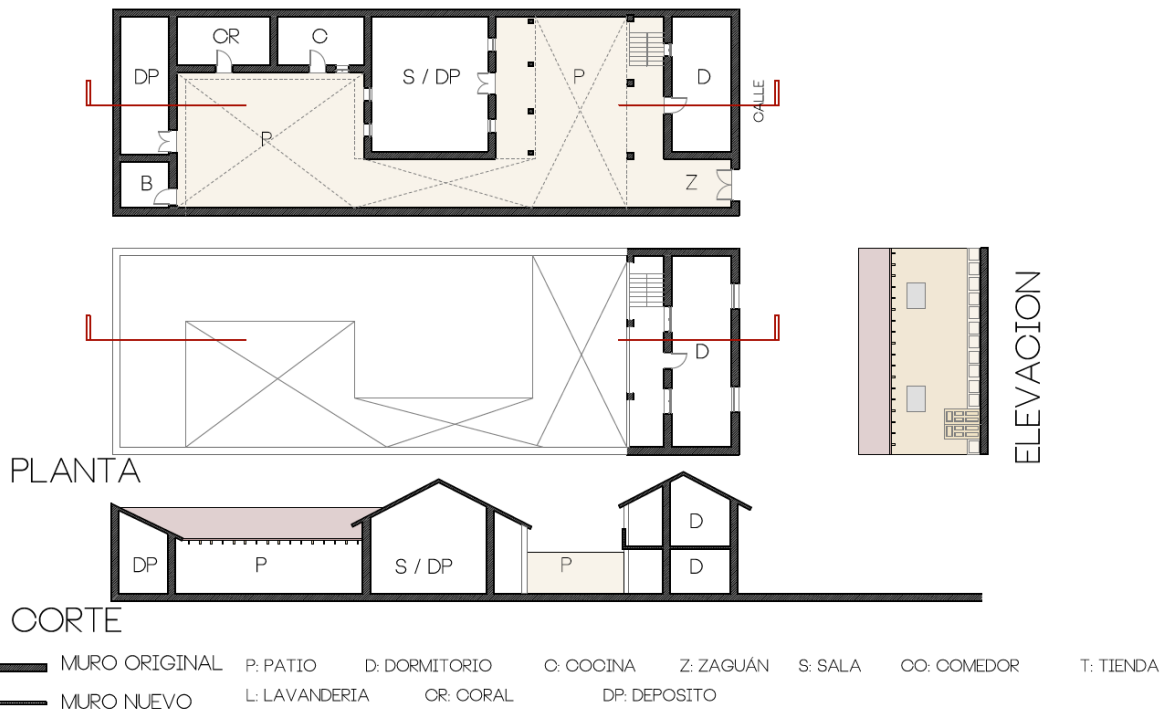 CR
C
DP
S / DP
P
D
CALLE
P
B
Z
D
ELEVACION
PLANTA
D
DP
P
S / DP
P
D
CORTE
MURO ORIGINAL
P: PATIO
D: DORMITORIO
C: COCINA
Z: ZAGUÁN
S: SALA
CO: COMEDOR
T: TIENDA
MURO NUEVO
L: LAVANDERIA
CR: CORAL
DP: DEPOSITO